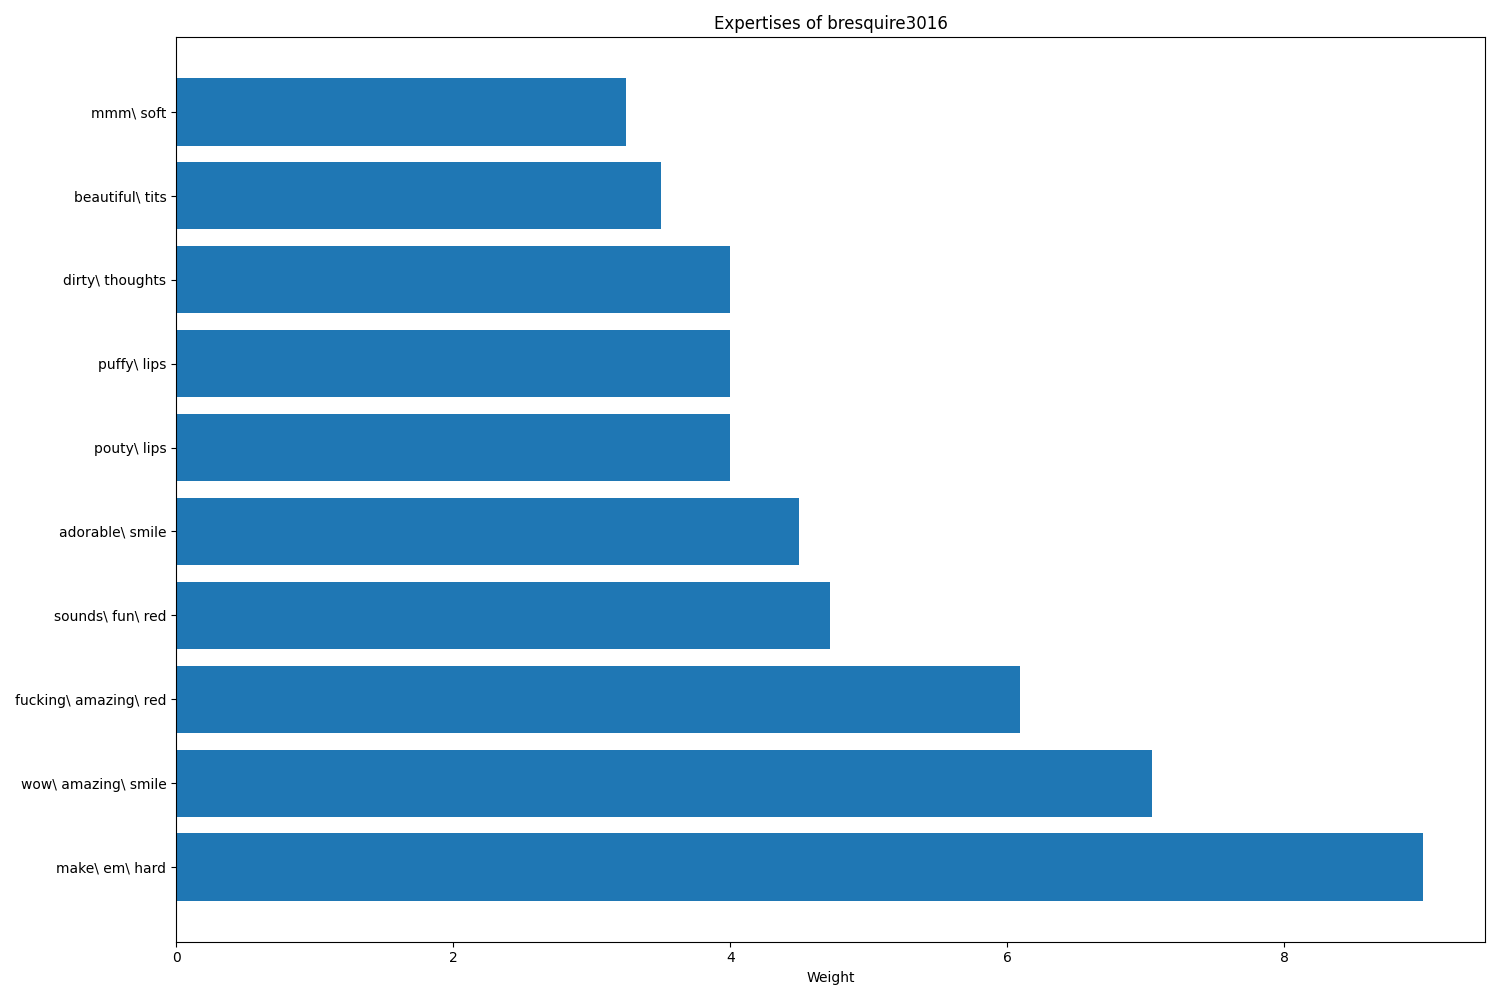 Expertises of bresquire3016
mmm\ soft
beautiful\ tits
dirty\ thoughts
puffy\ lips
pouty\ lips
adorable\ smile
sounds\ fun\ red
fucking\ amazing\ red
wow\ amazing\ smile
make\ em\ hard
0 2 4 6 8
Weight